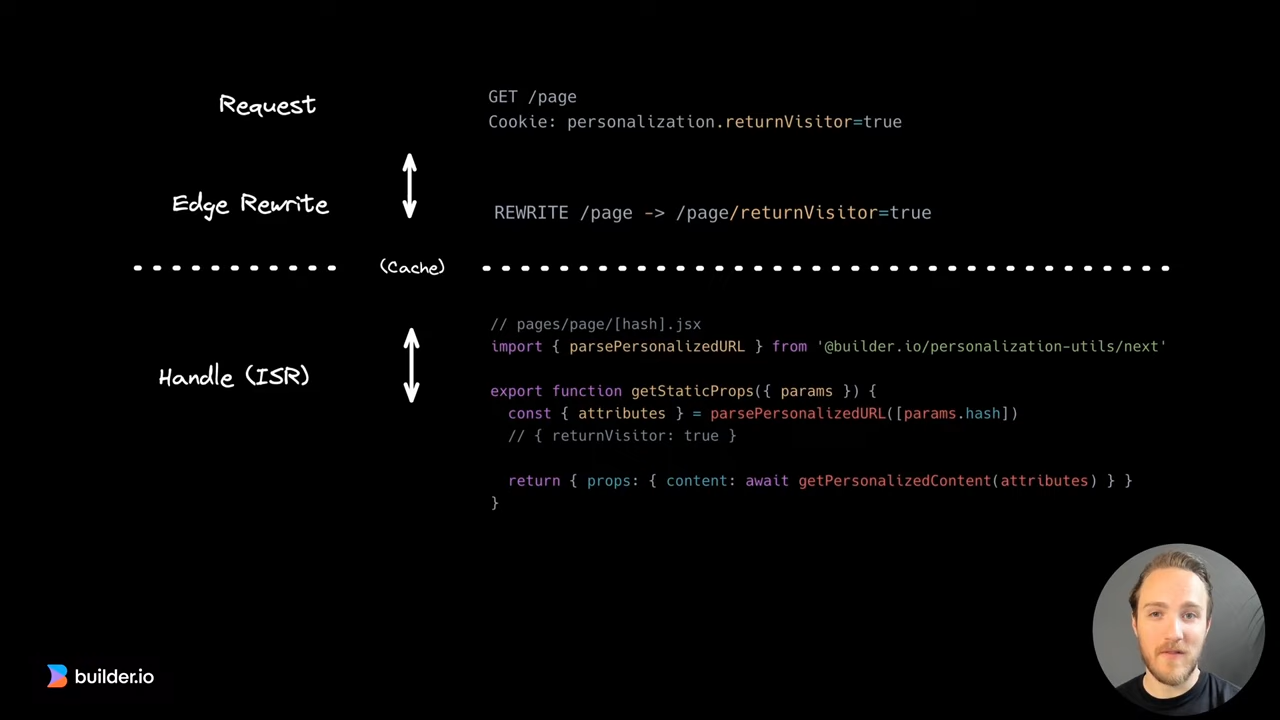 Request
GET /page
Cookie: personalization.returnVisitor=true
Edge Rewrite
REWRITE /page -> /page/returnVisitor=true
(Cache)
Handle (ISR)
// pages/page/[hash].jsx
import { parsePersonalizedURL } from '@builder.io/personalization-utils/next'
export function getStaticProps({ params }) {
const { attributes } = parsePersonalizedURL([params.hash])
// { returnVisitor: true }
return { props: { content: await getPersonalizedContent(attributes) } }
}
builder.io